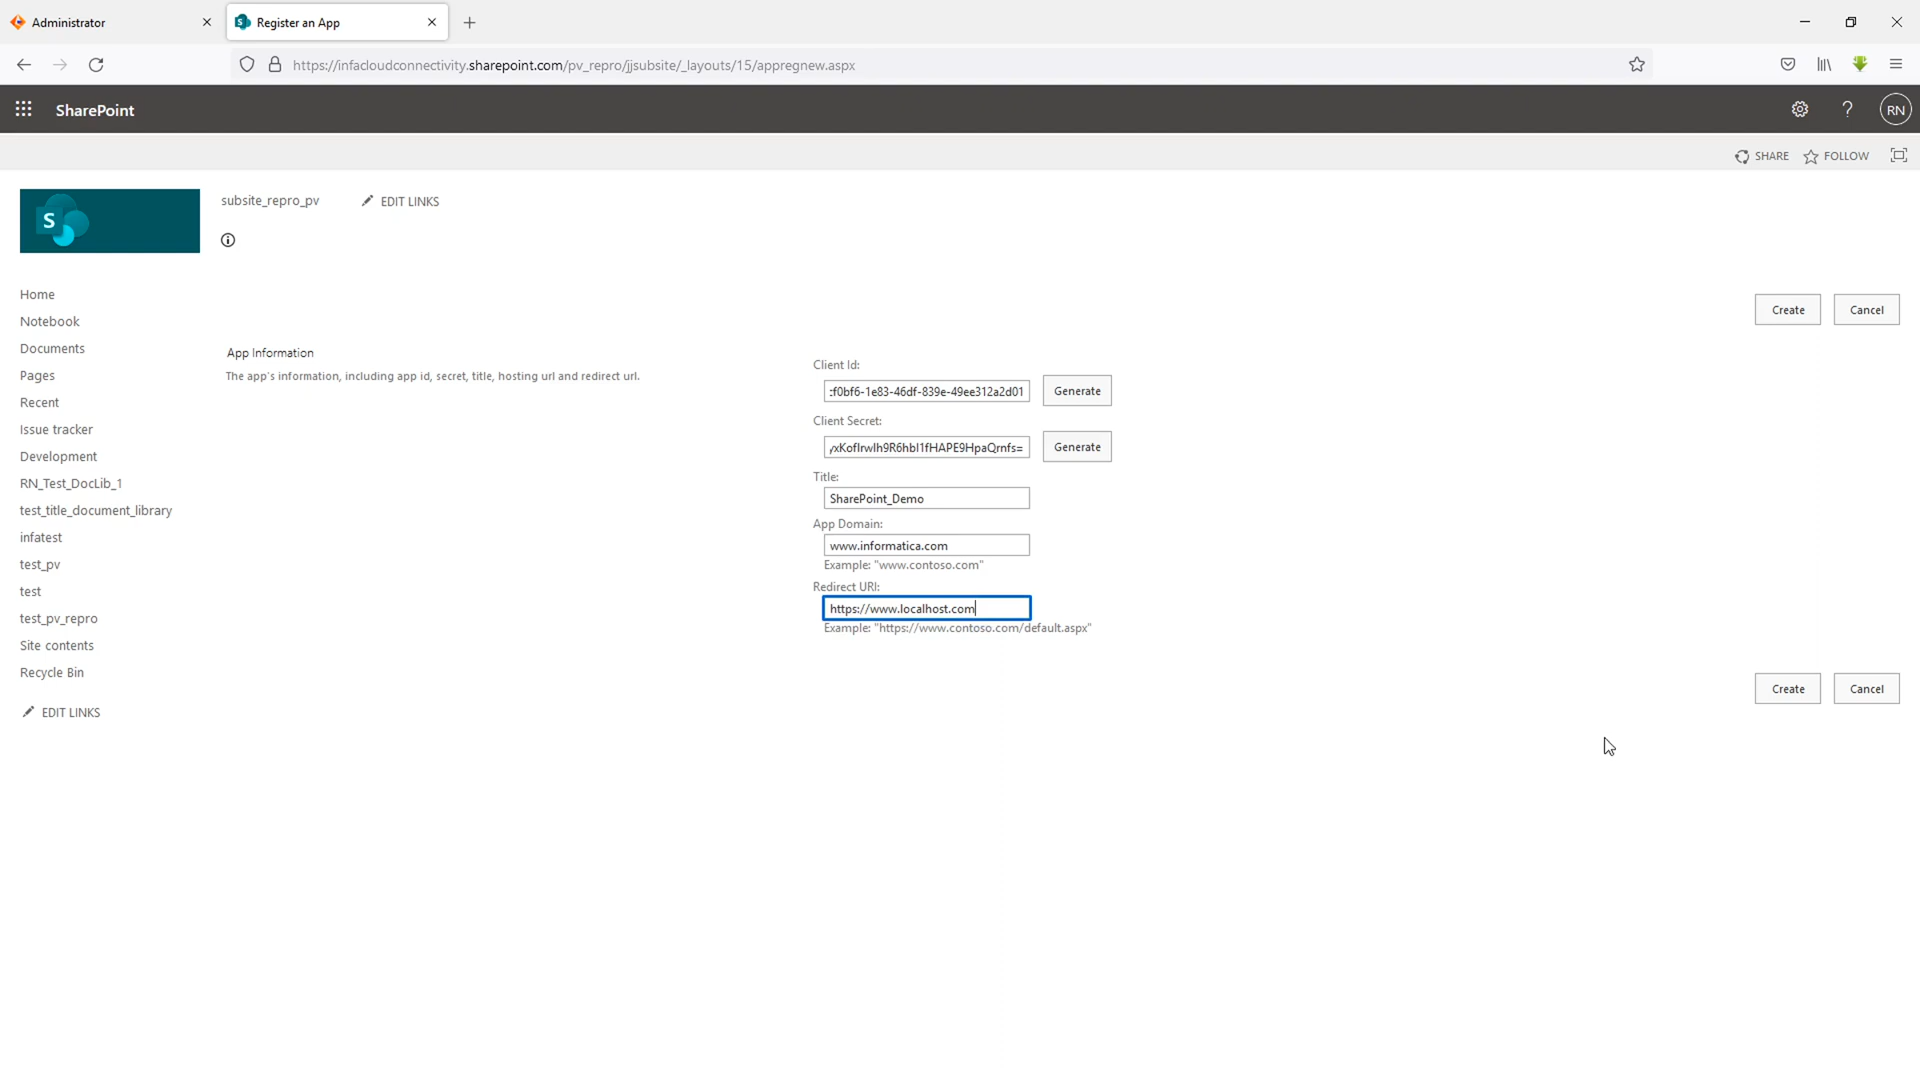 Administrator
Register an App
https://infacloudconnectivity.sharepoint.com/pv_repro/jjsubsite/_layouts/15/appregnew.aspx
SharePoint
RN
SHARE
FOLLOW
S
subsite_repro_pv
EDIT LINKS
Home
Notebook
Documents
Pages
Recent
Issue tracker
Development
RN_Test_DocLib_1
test_title_document_library
infatest
test_pv
test
test_pv_repro
Site contents
Recycle Bin
EDIT LINKS
Create
Cancel
App Information
The app's information, including app id, secret, title, hosting url and redirect url.
Client Id:
:f0bf6-1e83-46df-839e-49ee312a2d01
Generate
Client Secret:
Generate
Title:
SharePoint_Demo
App Domain:
www.informatica.com
Example: "www.contoso.com"
Redirect URI:
https://www.localhost.com
Example: "https://www.contoso.com/default.aspx"
Create
Cancel